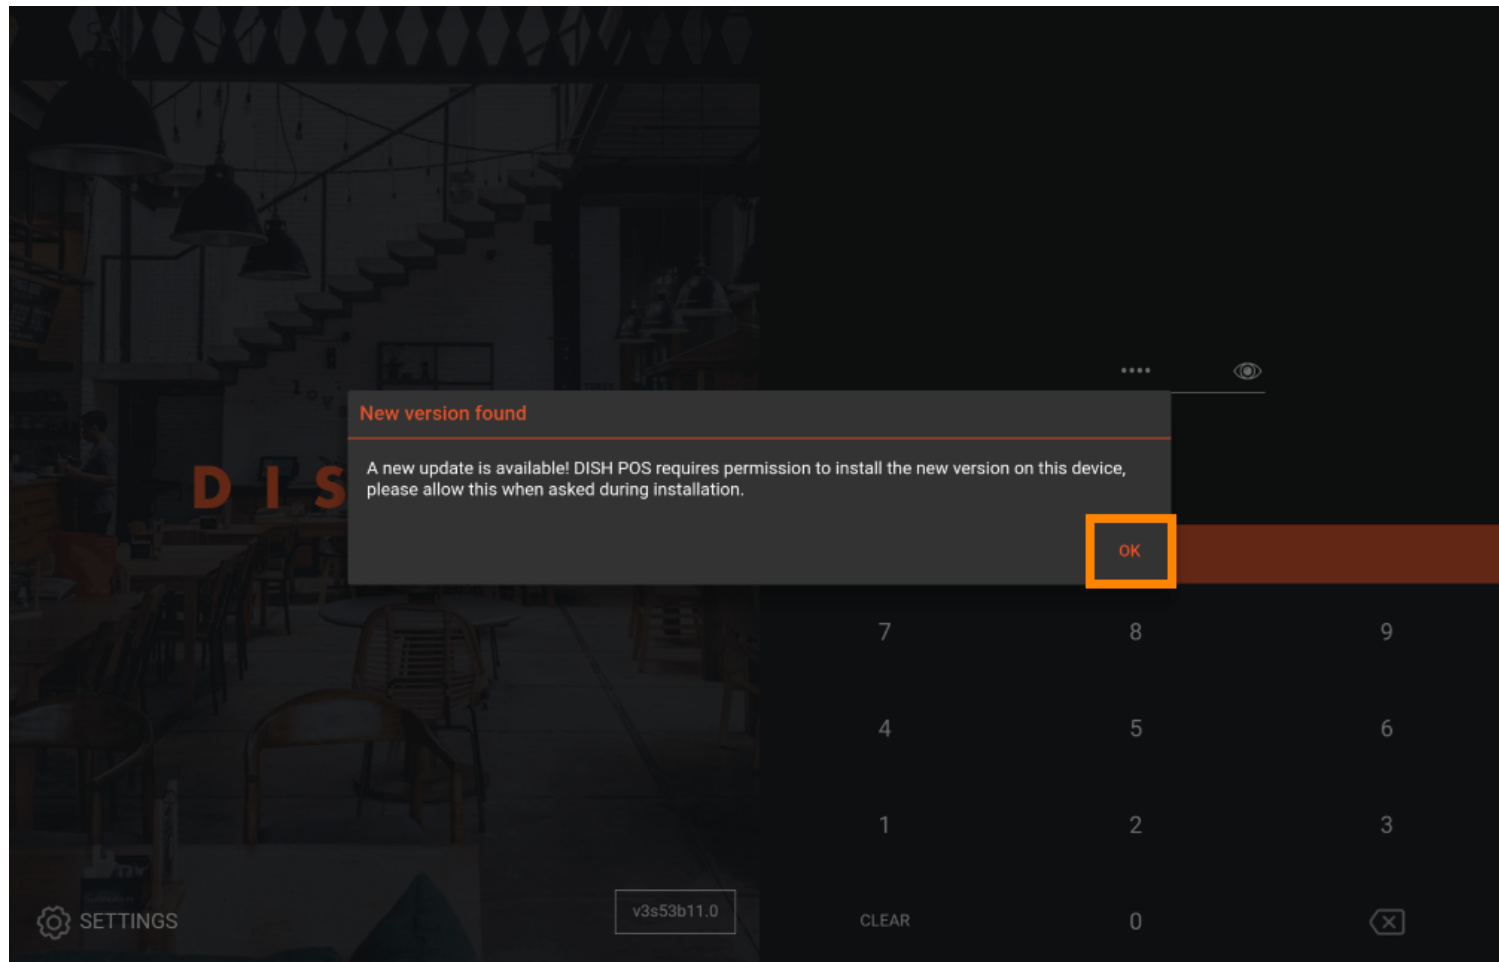 New version found
A new update is available! DISH POS requires permission to install the new version on this device,
please allow this when asked during installation.
OK
DIS
7 8 9
4 5 6
1 2 3
CLEAR 0
SETTINGS
v3s53b11.0